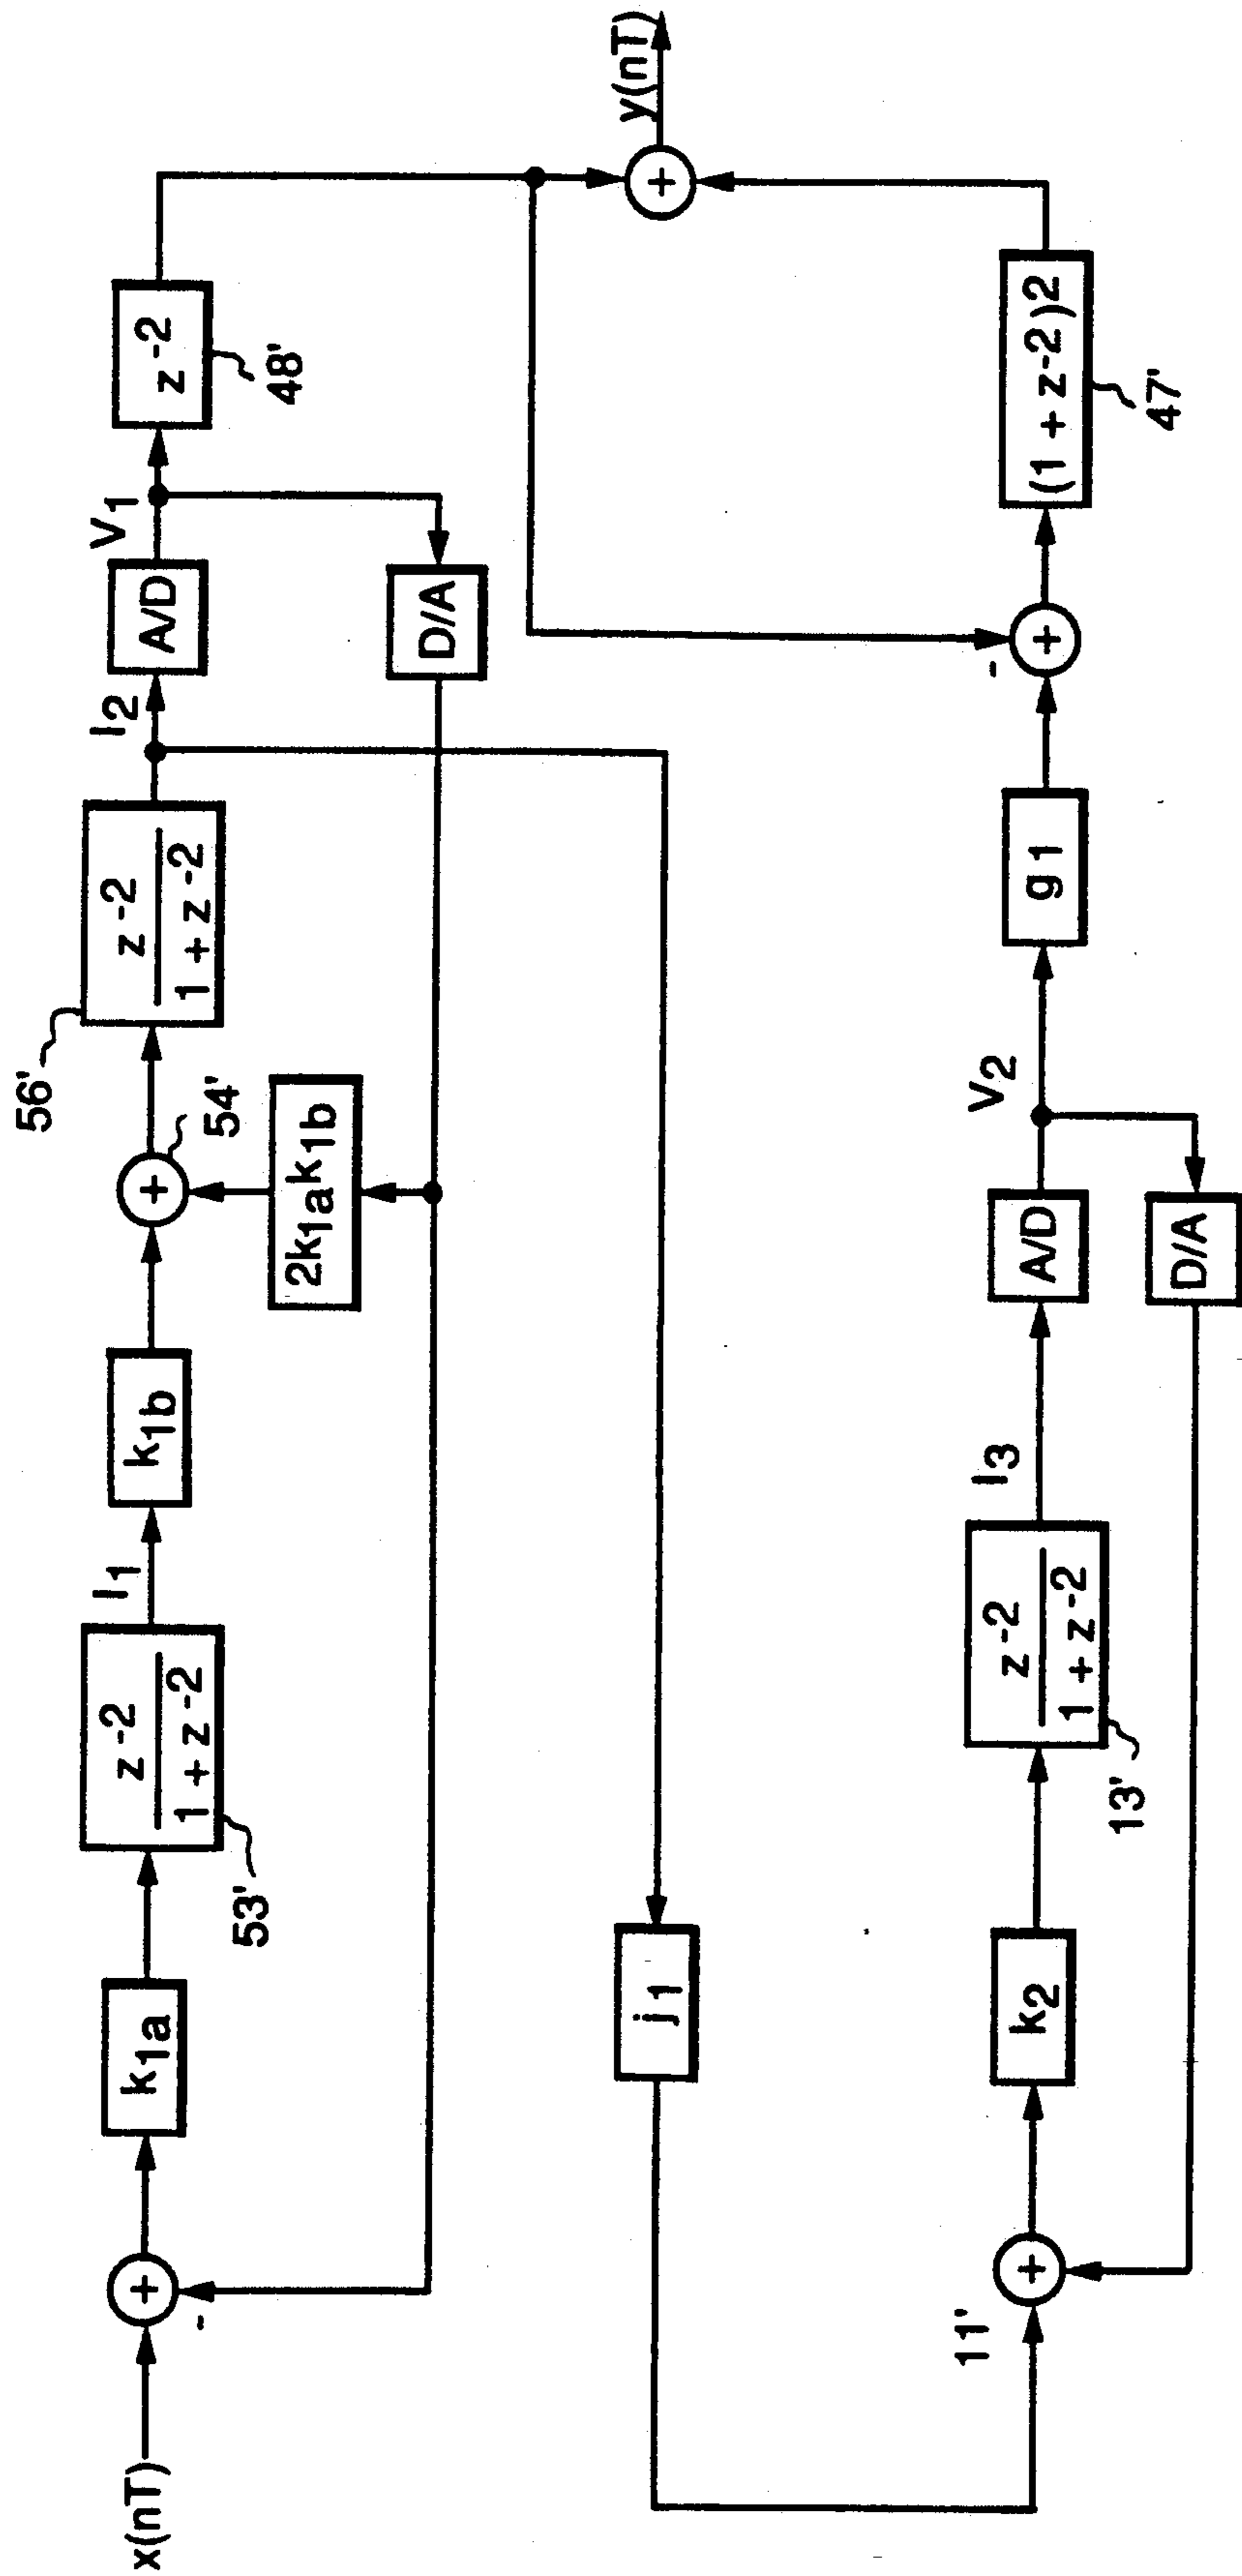 x(nT)
-
+
k1a
z-2
1 + z-2
53'
I1
k1b
+
54'
2k1ak1b
56'
z-2
1 + z-2
I2
A/D
V1
D/A
z-2
48'
+
y(nT)
j1
11'
+
k2
z-2
1 + z-2
13'
I3
A/D
V2
D/A
g1
-
+
(1 + z-2)2
47'